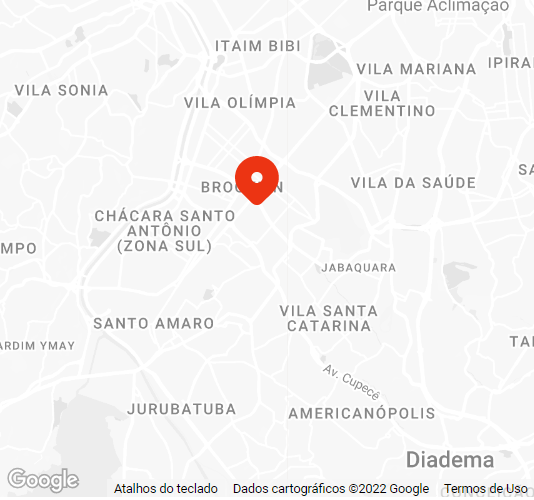 Parque Aclimação
ITAIM BIBI
IPIRA
VILA MARIANA
VILA SONIA
VILA
CLEMENTINO
VILA OLÍMPIA
SA
VILA DA SAÚDE
CHÁCARA SANTO
ANTÔNIO
(ZONA SUL)
MPO
JABAQUARA
VILA SANTA
CATARINA
SANTO AMARO
TA
ARDIM YMAY
Av. Cupecê
JURUBATUBA
AMERICANÓPOLIS
Diadema
Google
Atalhos do teclado
Dados cartográficos ©2022 Google
Termos de Uso